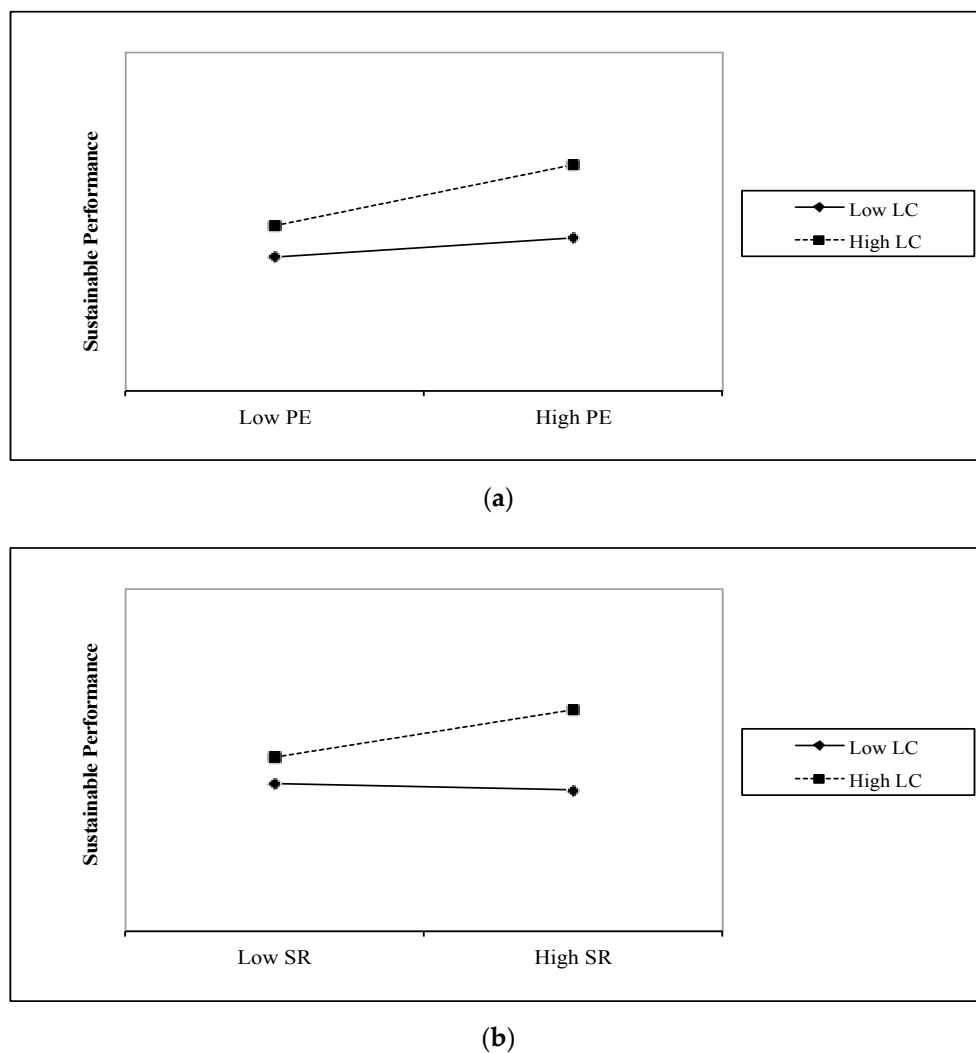 Sustainable Performance
Low LC
High LC
Low PE
High PE
(a)
Sustainable Performance
Low LC
High LC
Low SR
High SR
(b)